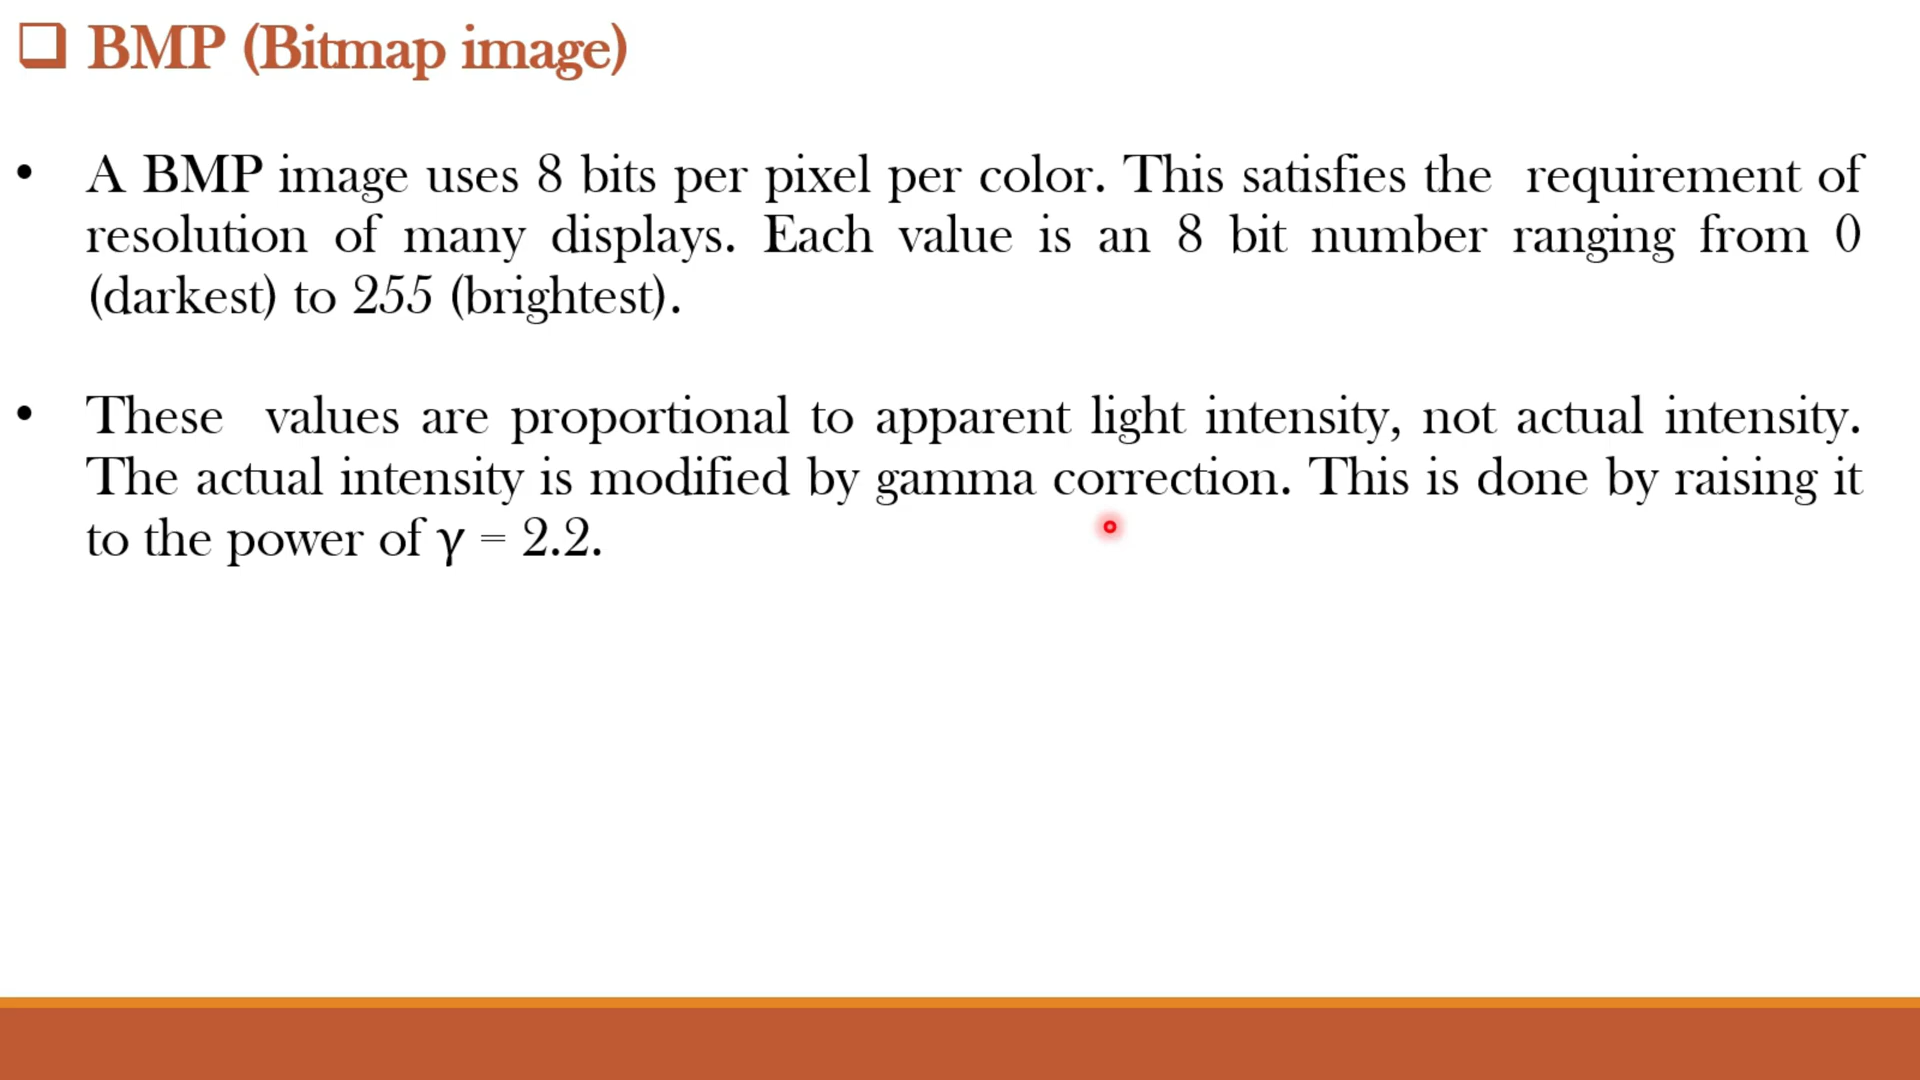 BMP (Bitmap image)
• A BMP image uses 8 bits per pixel per color. This satisfies the requirement of
resolution of many displays. Each value is an 8 bit number ranging from 0
(darkest) to 255 (brightest).
• These values are proportional to apparent light intensity, not actual intensity.
The actual intensity is modified by gamma correction. This is done by raising it
to the power of γ = 2.2.